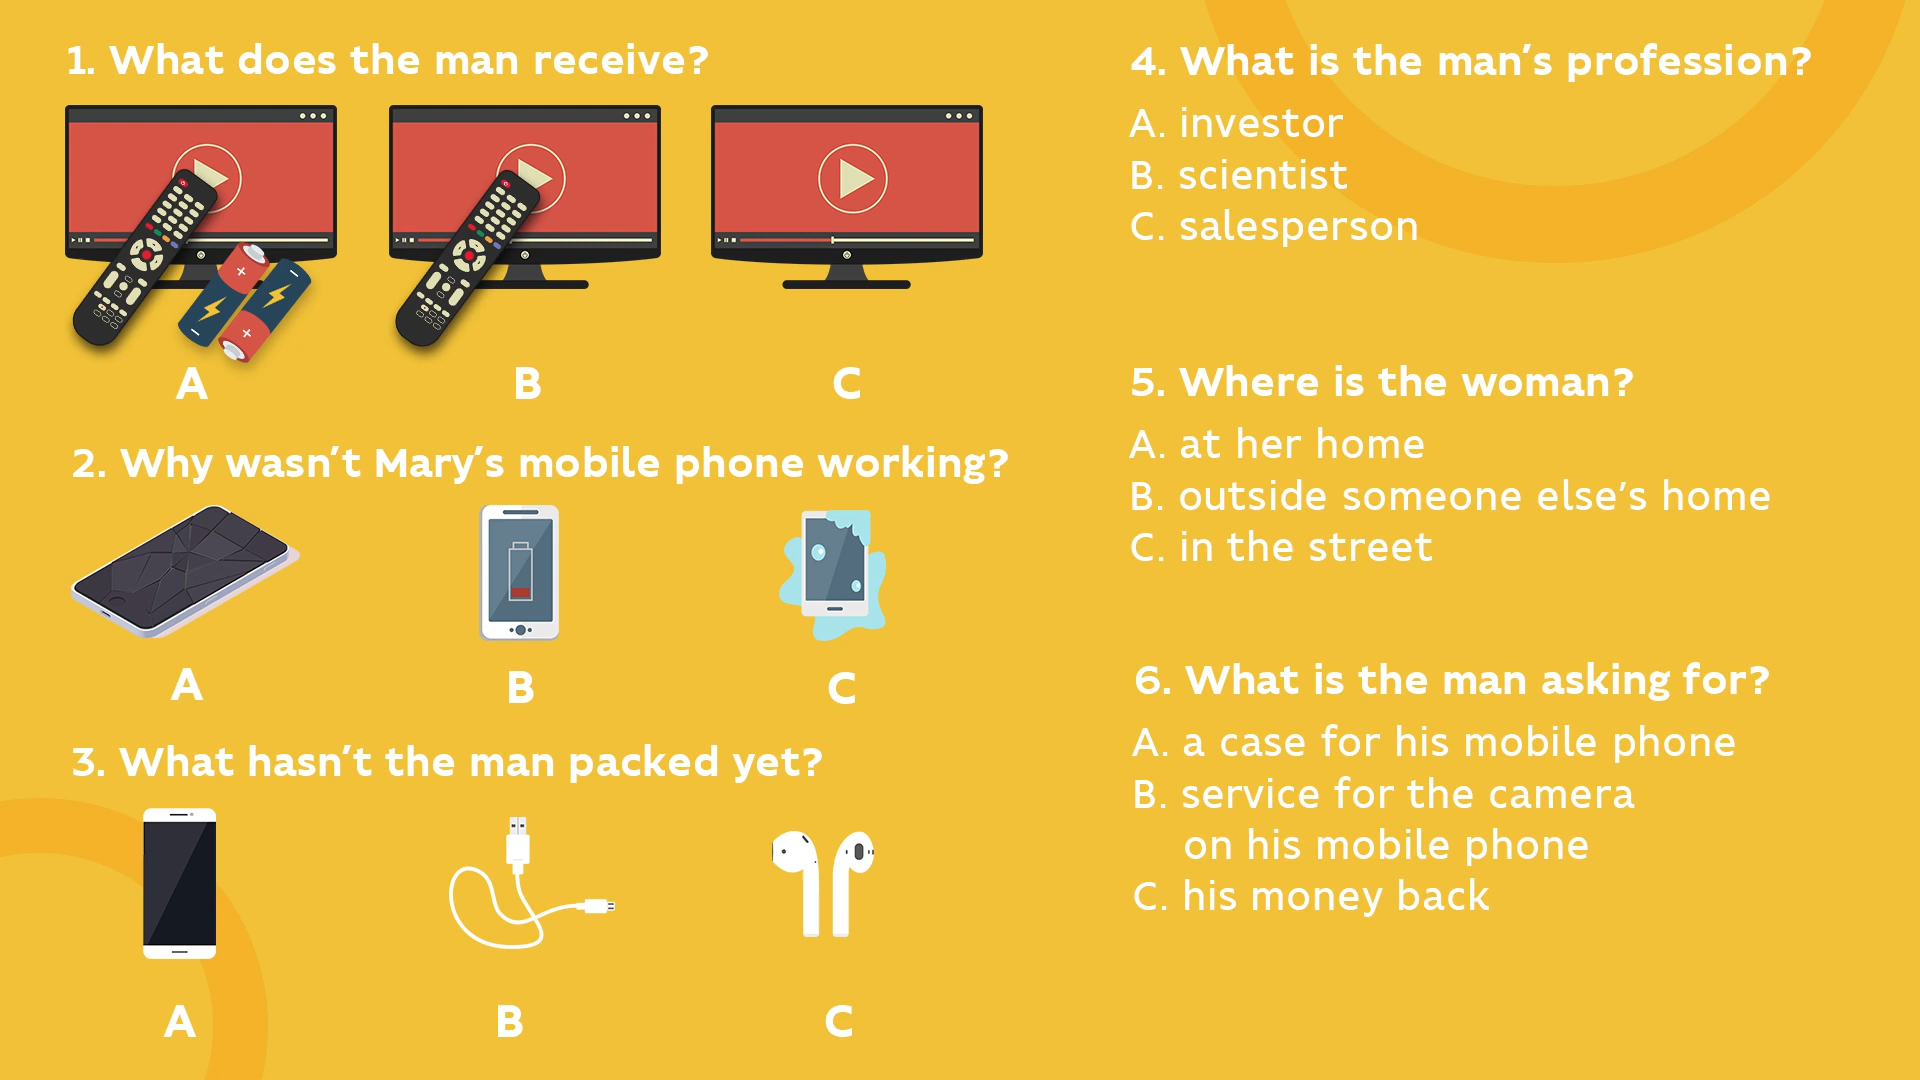 1. What does the man receive?
A
B
C
2. Why wasn’t Mary’s mobile phone working?
A
B
C
3. What hasn’t the man packed yet?
A
B
C
4. What is the man’s profession?
A. investor
B. scientist
C. salesperson
5. Where is the woman?
A. at her home
B. outside someone else’s home
C. in the street
6. What is the man asking for?
A. a case for his mobile phone
B. service for the camera
on his mobile phone
C. his money back